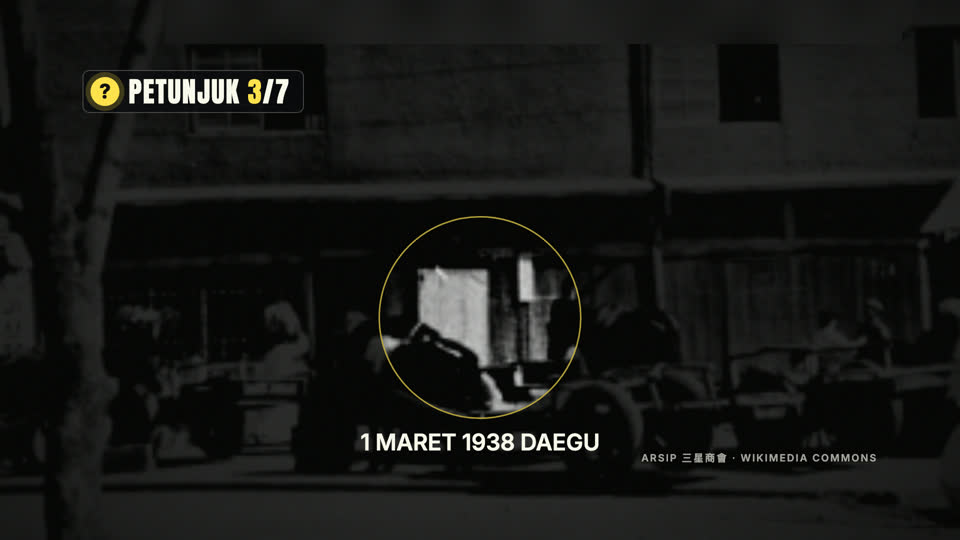 ? PETUNJUK 3/7
1 MARET 1938 DAEGU
ARSIP 三星商會 · WIKIMEDIA COMMONS